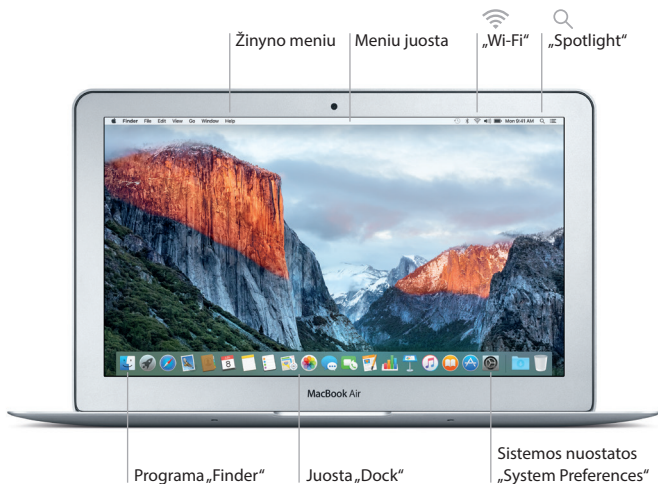 Žinyno meniu
Meniu juosta
„Wi-Fi“
„Spotlight“
Finder File Edit View Go Window Help
Mon 9:41 AM
8
MacBook Air
Programa „Finder“
Juosta „Dock“
Sistemos nuostatos
„System Preferences“